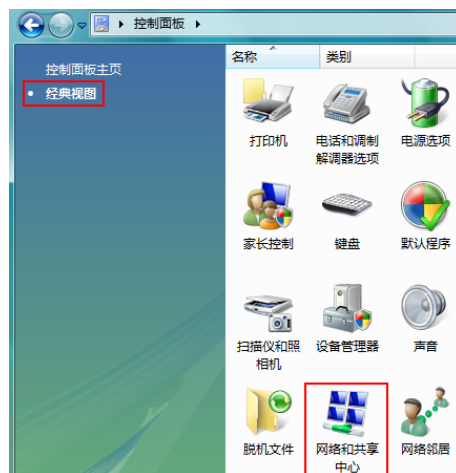 控制面板
控制面板主页
• 经典视图
名称 类别
打印机 电话和调制解调器选项 电源选项
家长控制 键盘 默认程序
扫描仪和照相机 设备管理器 声音
脱机文件 网络和共享中心 网络邻居